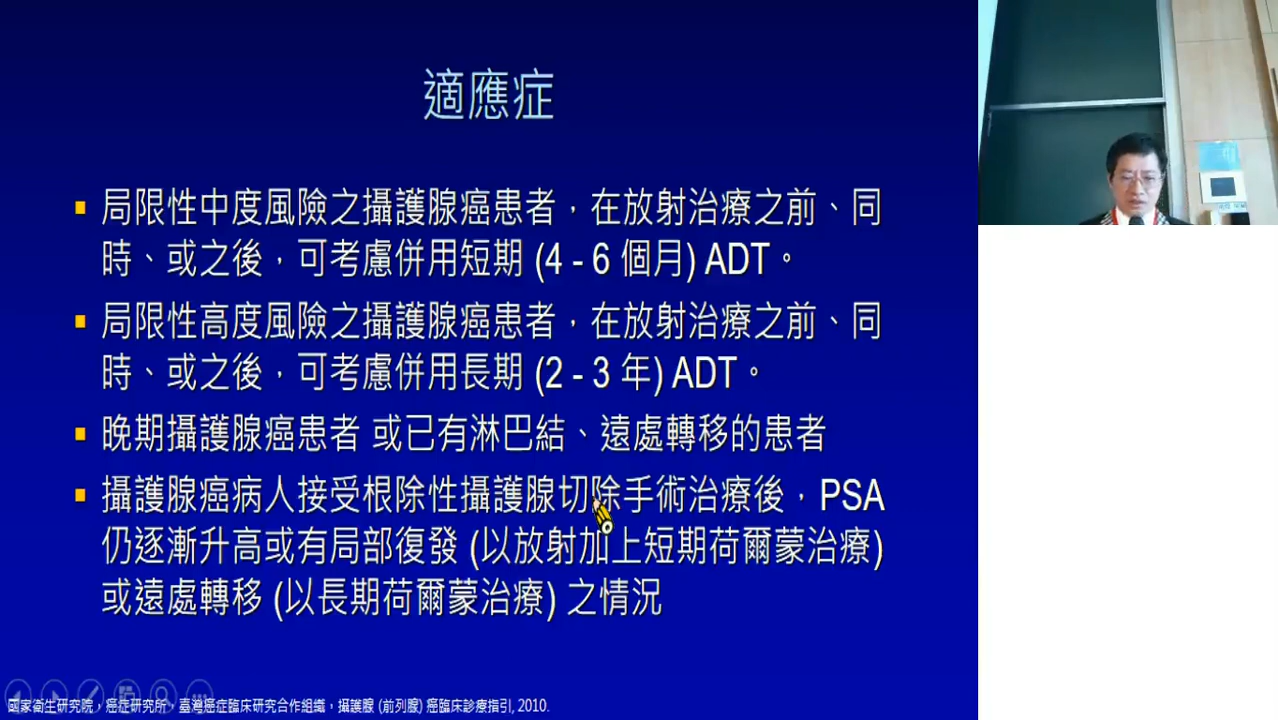 適應症
局限性中度風險之攝護腺癌患者，在放射治療之前、同
時、或之後，可考慮併用短期 (4 - 6 個月) ADT。
局限性高度風險之攝護腺癌患者，在放射治療之前、同
時、或之後，可考慮併用長期 (2 - 3 年) ADT。
晚期攝護腺癌患者 或已有淋巴結、遠處轉移的患者
攝護腺癌病人接受根除性攝護腺切除手術治療後，PSA
仍逐漸升高或有局部復發 (以放射加上短期荷爾蒙治療)
或遠處轉移 (以長期荷爾蒙治療) 之情況
國家衛生研究院，癌症研究所，臺灣癌症臨床研究合作組織，攝護腺 (前列腺) 癌臨床診療指引, 2010.